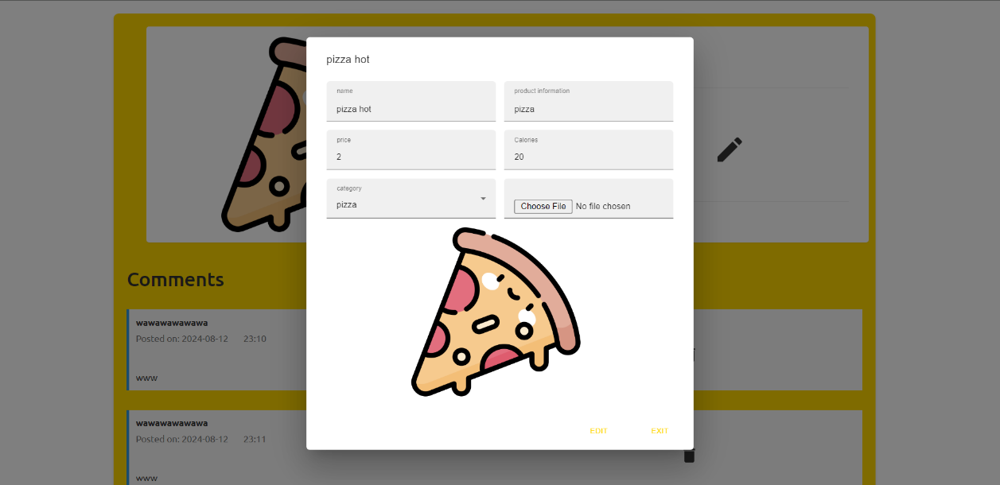 pizza hot
name
pizza hot
product information
pizza
price
2
Calories
20
category
pizza
Choose File No file chosen
EDIT EXIT
Comments
wawawawawawa
Posted on: 2024-08-12 23:10
www
wawawawawawa
Posted on: 2024-08-12 23:11
www